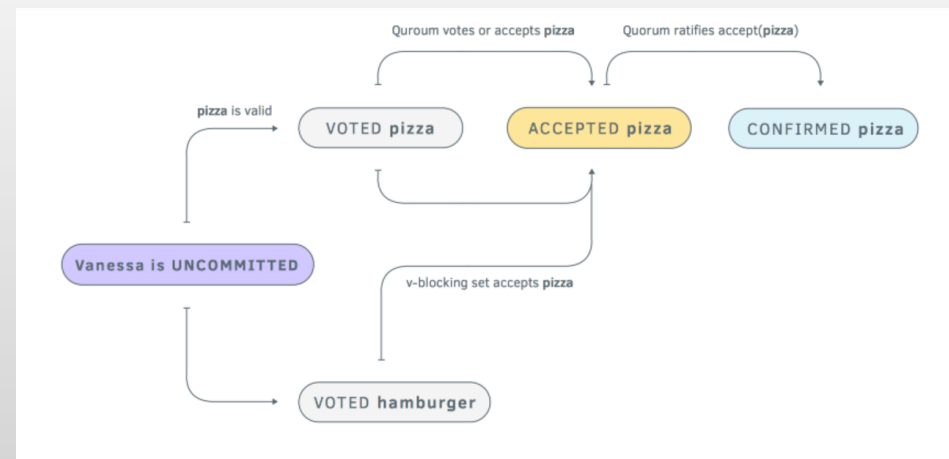 Quroum votes or accepts pizza
Quorum ratifies accept(pizza)
pizza is valid
VOTED pizza
ACCEPTED pizza
CONFIRMED pizza
Vanessa is UNCOMMITTED
v-blocking set accepts pizza
VOTED hamburger